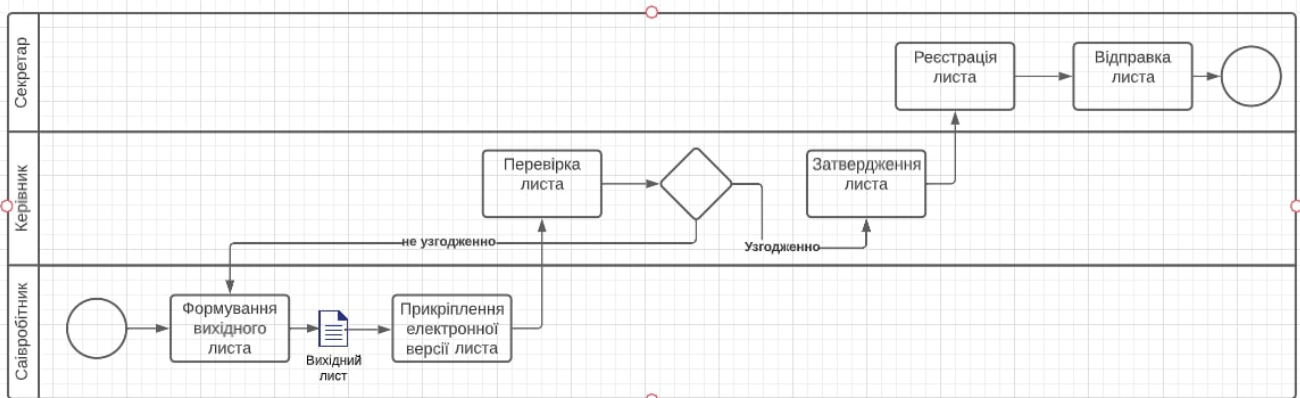 Секретар
Реєстрація
листа
Відправка
листа
Керівник
Перевірка
листа
Затвердження
листа
не узгодженно
Узгодженно
Саівробітник
Формування
вихідного
листа
Вихідний
лист
Прикріплення
електронної
версії листа